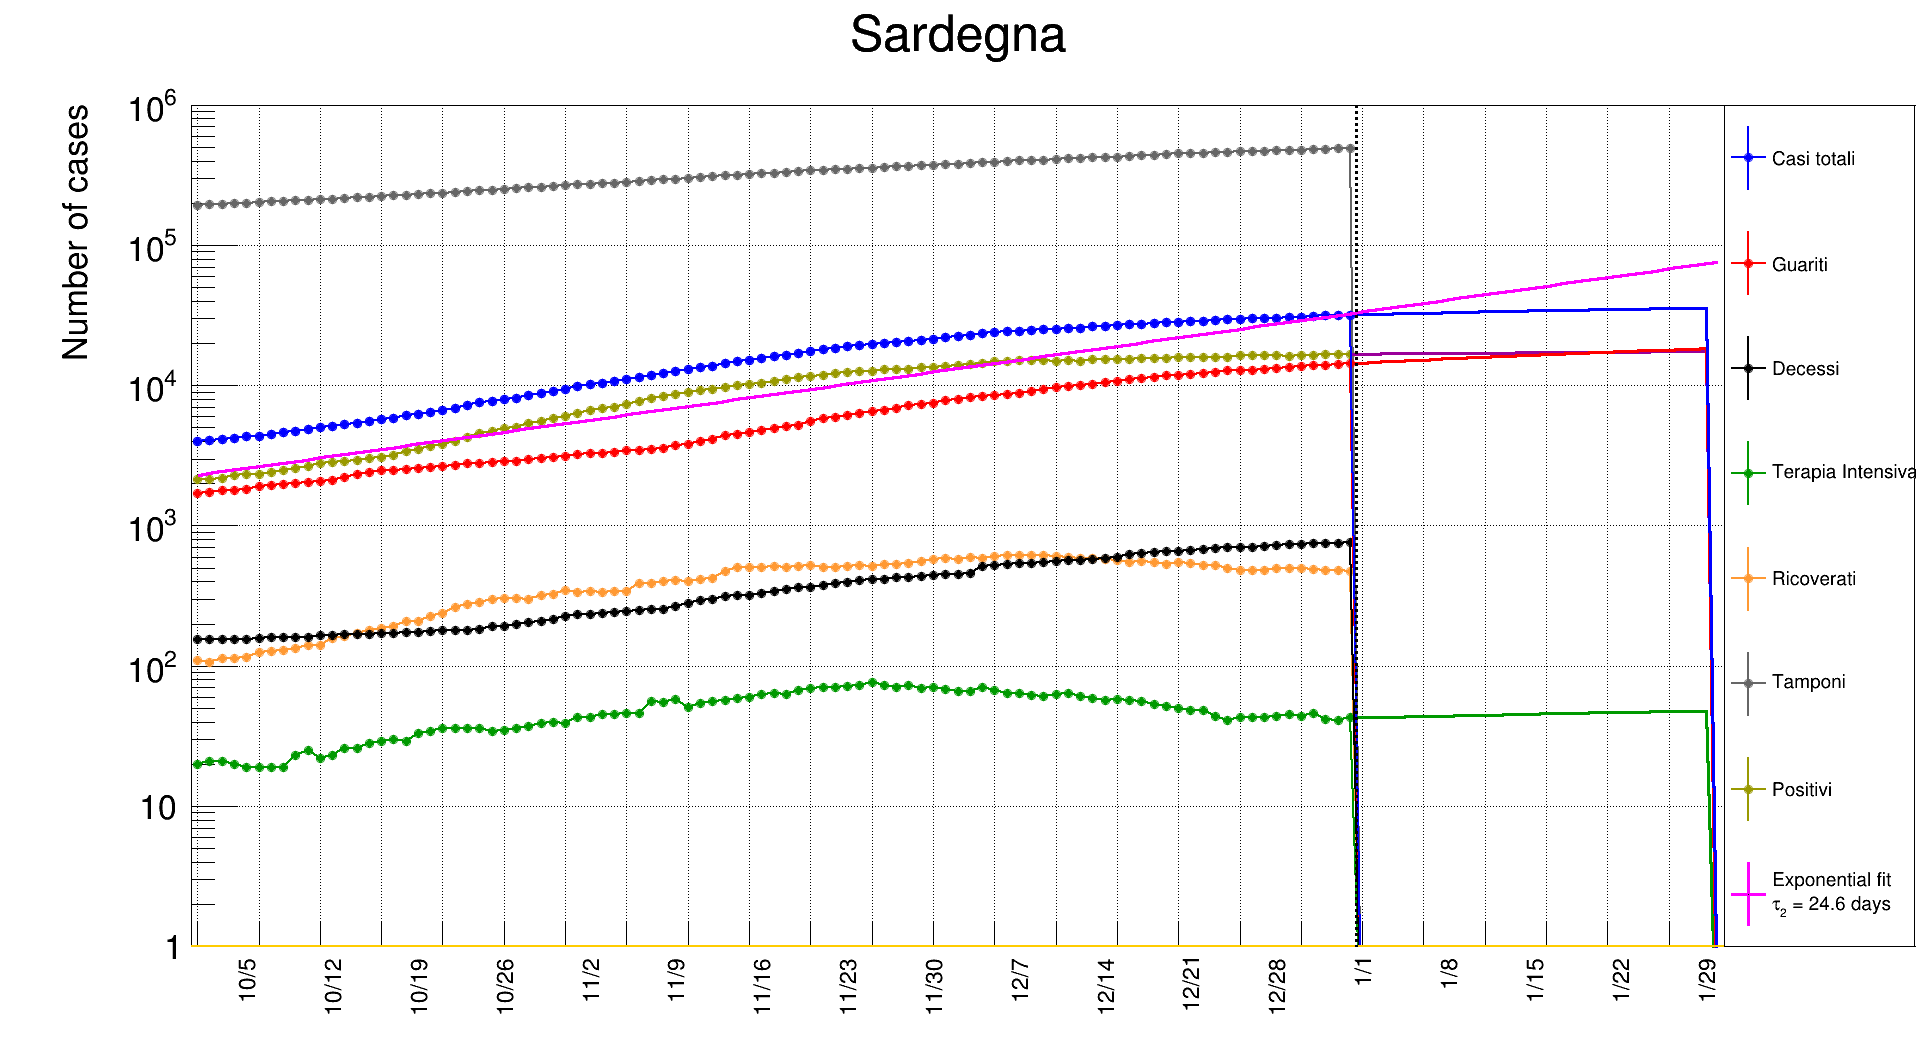 Sardegna
Number of cases
10^6
10^5
10^4
10^3
10^2
10
1
10/5
10/12
10/19
10/26
11/2
11/9
11/16
11/23
11/30
12/7
12/14
12/21
12/28
1/1
1/8
1/15
1/22
1/29
Casi totali
Guariti
Decessi
Terapia Intensiva
Ricoverati
Tamponi
Positivi
Exponential fit
τ_2 = 24.6 days